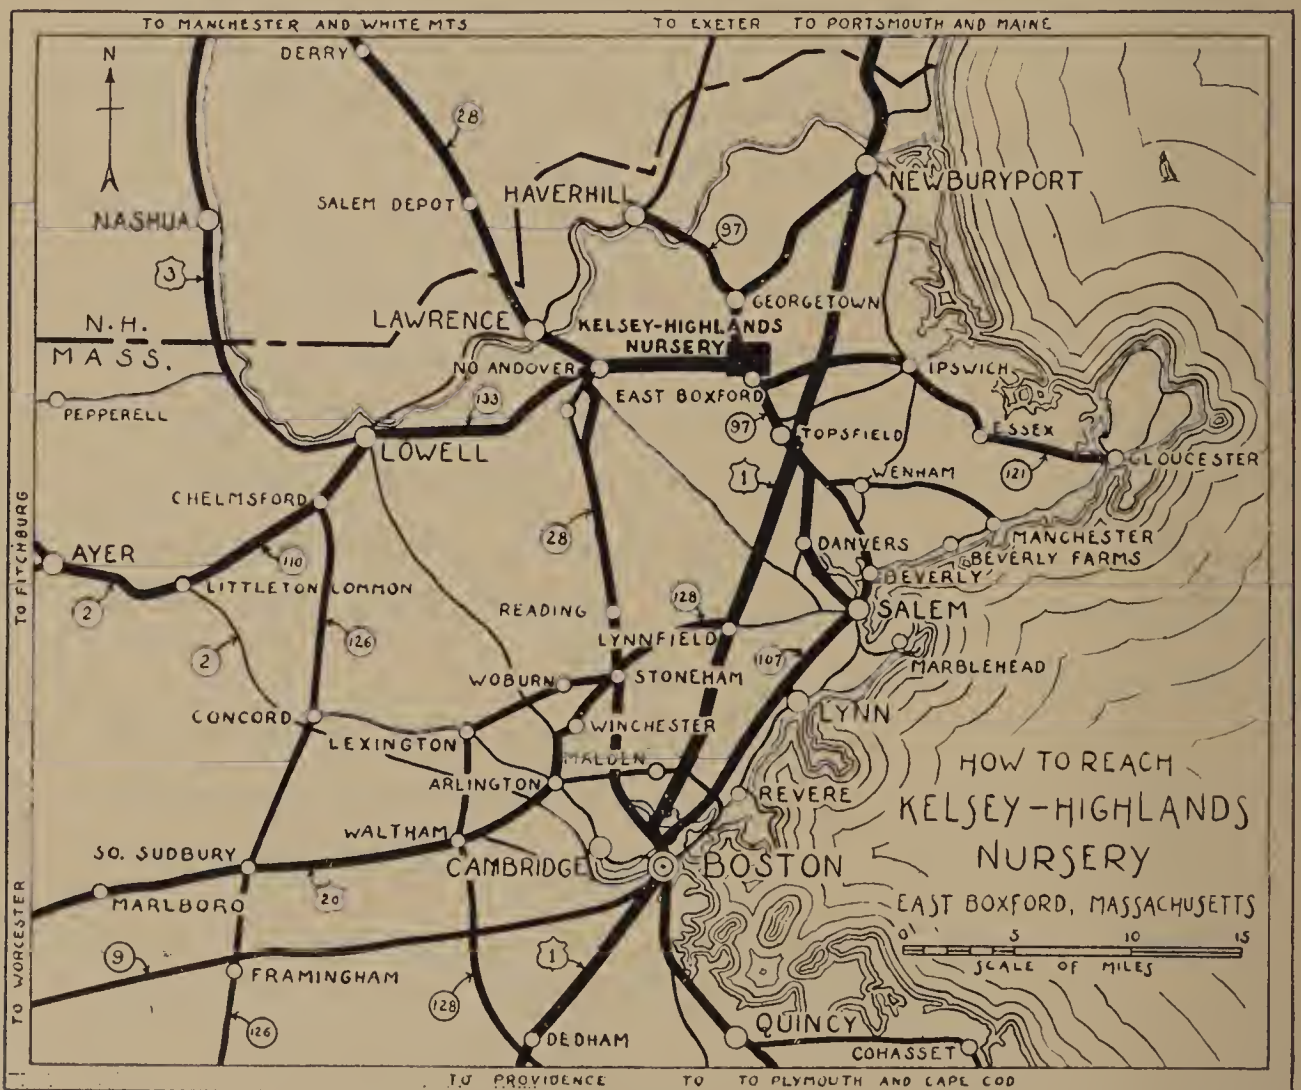 TO MANCHESTER AND WHITE MTS
TO EXETER
TO PORTSMOUTH AND MAINE
N
DERRY
28
SALEM DEPOT
HAVERHILL
NEWBURYPORT
NASHUA
97
3
GEORGETOWN
LAWRENCE
KELSEY-HIGHLANDS
NURSERY
N.H.
MASS.
NO ANDOVER
IPSWICH
EAST BOXFORD
PEPPERELL
133
97
TOPSFIELD
ESSEX
LOWELL
1
WENHAM
121
GLOUCESTER
CHELMSFORD
TO FITCHBURG
AYER
110
28
DANVERS
MANCHESTER
BEVERLY FARMS
BEVERLY
LITTLETON COMMON
2
READING
128
SALEM
LYNNFIELD
126
2
107
MARBLEHEAD
WOBURN
STONEHAM
CONCORD
LYNN
WINCHESTER
LEXINGTON
MALDEN
HOW TO REACH
ARLINGTON
REVERE
KELSEY-HIGHLANDS
WALTHAM
NURSERY
SO. SUDBURY
CAMBRIDGE
BOSTON
MARLBORO
20
EAST BOXFORD, MASSACHUSETTS
TO WORCESTER
0 1 5 10 15
SCALE OF MILES
9
1
FRAMINGHAM
128
126
QUINCY
DEDHAM
COHASSET
TO PROVIDENCE
TO
TO PLYMOUTH AND CAPE COD